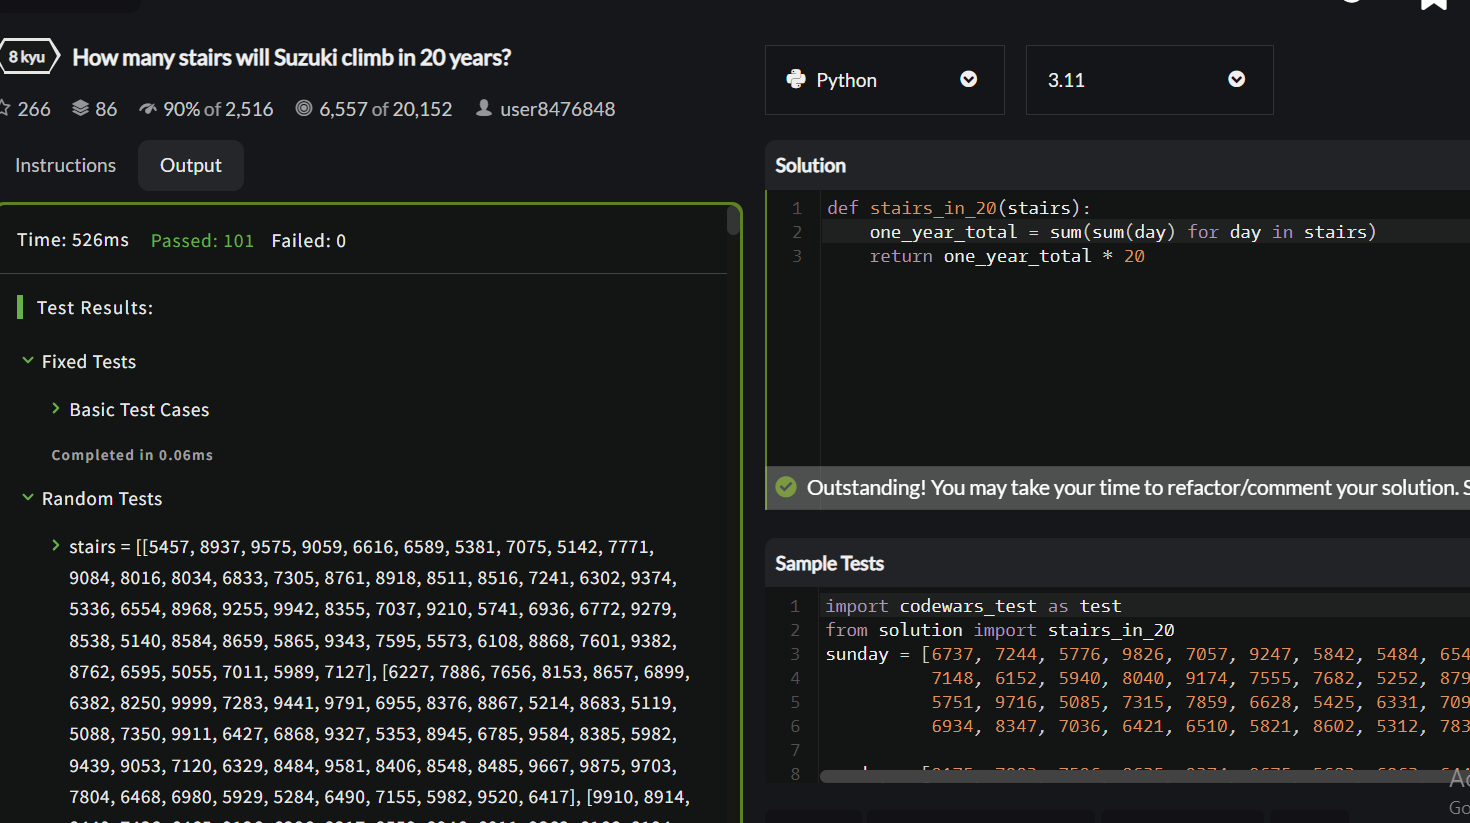 8 kyu
How many stairs will Suzuki climb in 20 years?
266 86 90% of 2,516 6,557 of 20,152 user8476848
Instructions Output
Time: 526ms Passed: 101 Failed: 0
Test Results:
Fixed Tests
Basic Test Cases
Completed in 0.06ms
Random Tests
stairs = [[5457, 8937, 9575, 9059, 6616, 6589, 5381, 7075, 5142, 7771,
9084, 8016, 8034, 6833, 7305, 8761, 8918, 8511, 8516, 7241, 6302, 9374,
5336, 6554, 8968, 9255, 9942, 8355, 7037, 9210, 5741, 6936, 6772, 9279,
8538, 5140, 8584, 8659, 5865, 9343, 7595, 5573, 6108, 8868, 7601, 9382,
8762, 6595, 5055, 7011, 5989, 7127], [6227, 7886, 7656, 8153, 8657, 6899,
6382, 8250, 9999, 7283, 9441, 9791, 6955, 8376, 8867, 5214, 8683, 5119,
5088, 7350, 9911, 6427, 6868, 9327, 5353, 8945, 6785, 9584, 8385, 5982,
9439, 9053, 7120, 6329, 8484, 9581, 8406, 8548, 8485, 9667, 9875, 9703,
7804, 6468, 6980, 5929, 5284, 6490, 7155, 5982, 9520, 6417], [9910, 8914,
Python
3.11
Solution
1 def stairs_in_20(stairs):
2 one_year_total = sum(sum(day) for day in stairs)
3 return one_year_total * 20
Outstanding! You may take your time to refactor/comment your solution. S
Sample Tests
1 import codewars_test as test
2 from solution import stairs_in_20
3 sunday = [6737, 7244, 5776, 9826, 7057, 9247, 5842, 5484, 654
4 7148, 6152, 5940, 8040, 9174, 7555, 7682, 5252, 879
5 5751, 9716, 5085, 7315, 7859, 6628, 5425, 6331, 709
6 6934, 8347, 7036, 6421, 6510, 5821, 8602, 5312, 783
7
8
Ac
Go